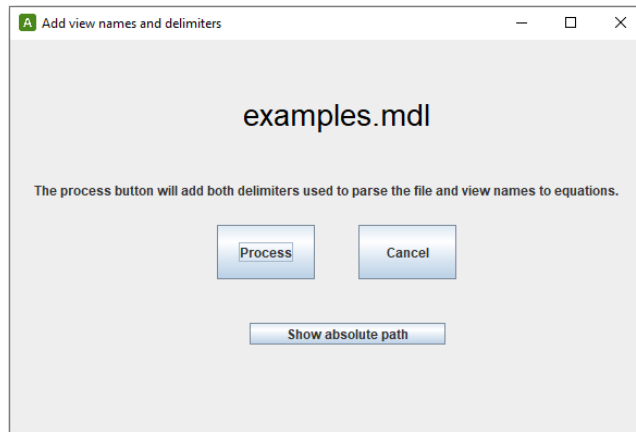 A Add view names and delimiters
examples.mdl
The process button will add both delimiters used to parse the file and view names to equations.
Process Cancel
Show absolute path